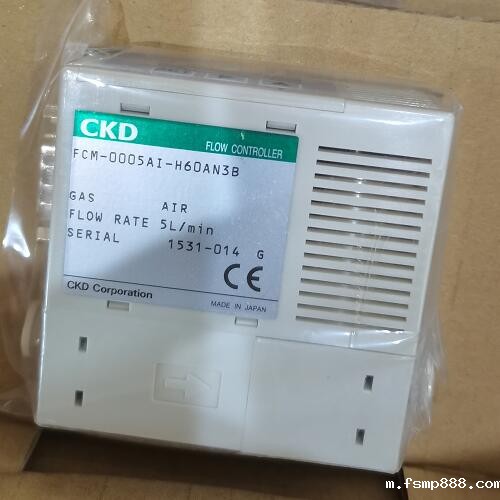 CKD
FLOW CONTROLLER
FCM-0005AI-H60AN3B
GAS AIR
FLOW RATE 5L/min
SERIAL 1531-014 G
CE
CKD Corporation
MADE IN JAPAN
m.fsmp888.com